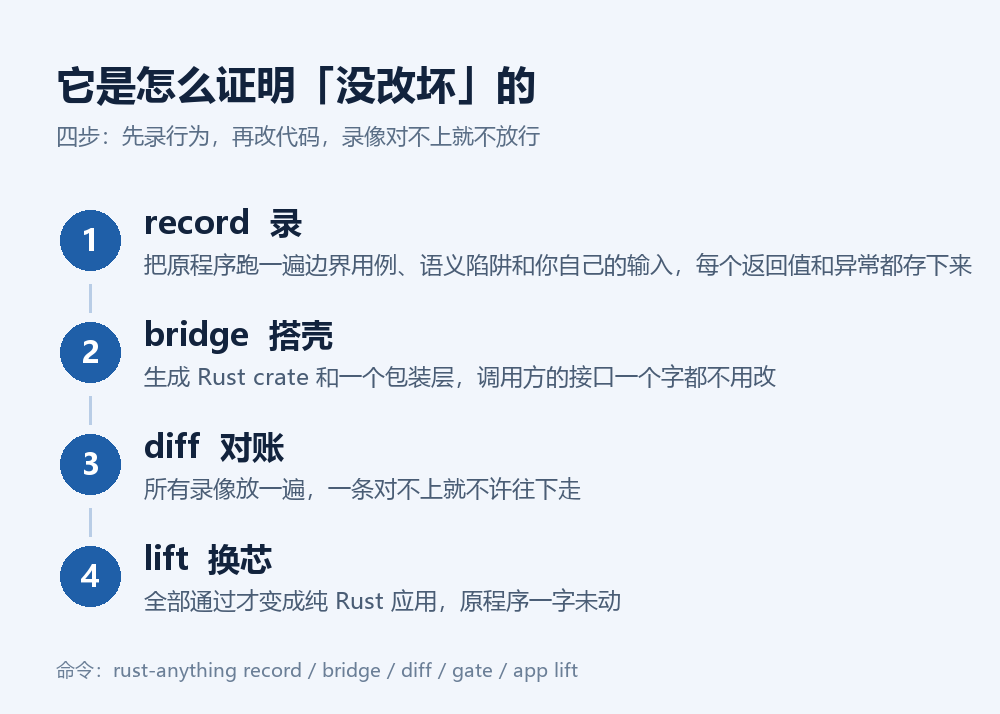 它是怎么证明「没改坏」的
四步：先录行为，再改代码，录像对不上就不放行
1
record 录
把原程序跑一遍边界用例、语义陷阱和你自己的输入，每个返回值和异常都存下来
2
bridge 搭壳
生成 Rust crate 和一个包装层，调用方的接口一个字都不用改
3
diff 对账
所有录像放一遍，一条对不上就不许往下走
4
lift 换芯
全部通过才变成纯 Rust 应用，原程序一字未动
命令：rust-anything record / bridge / diff / gate / app lift